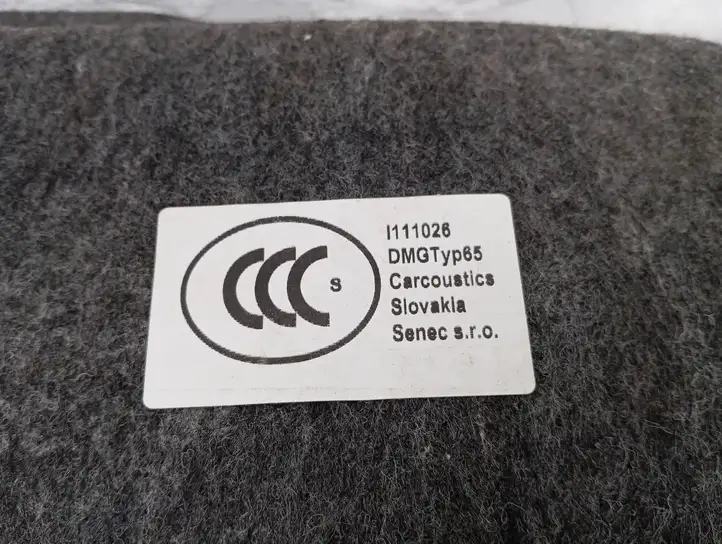 CCC S
I111026
DMGTyp65
Carcoustics
Slovakia
Senec s.r.o.